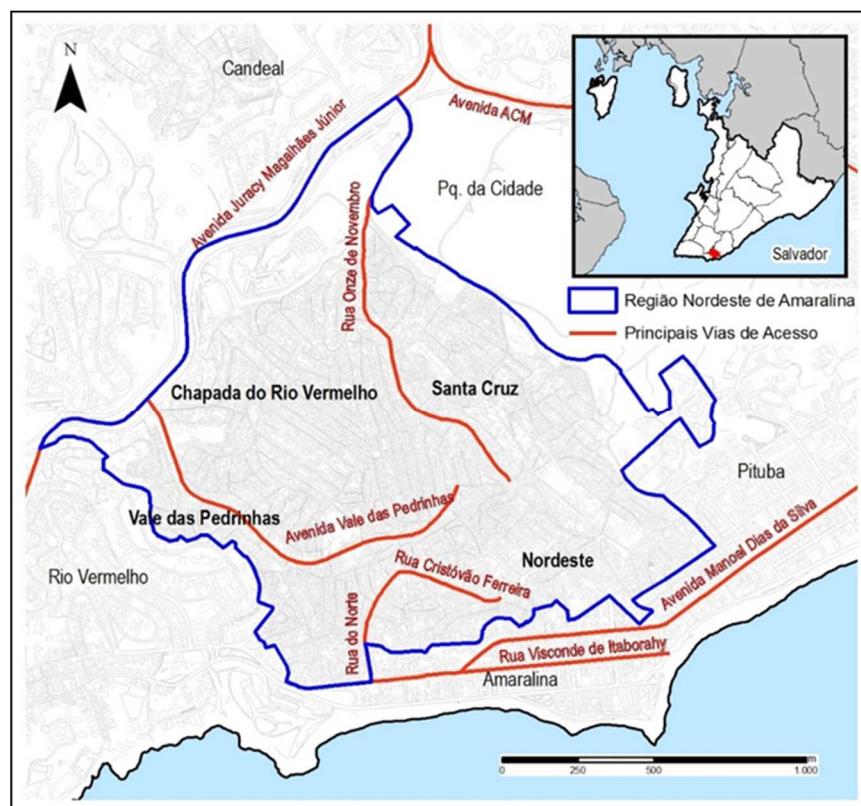 N
Candeal
Avenida ACM
Avenida Juracy Magalhães Júnior
Pq. da Cidade
Salvador
Rua Onze de Novembro
Região Nordeste de Amaralina
Principais Vias de Acesso
Chapada do Rio Vermelho
Santa Cruz
Pituba
Vale das Pedrinhas
Avenida Vale das Pedrinhas
Avenida Manoel Dias da Silva
Rio Vermelho
Nordeste
Rua Cristóvão Ferreira
Rua do Norte
Rua Visconde de Itaborahy
Amaralina
m
0 250 500 1.000